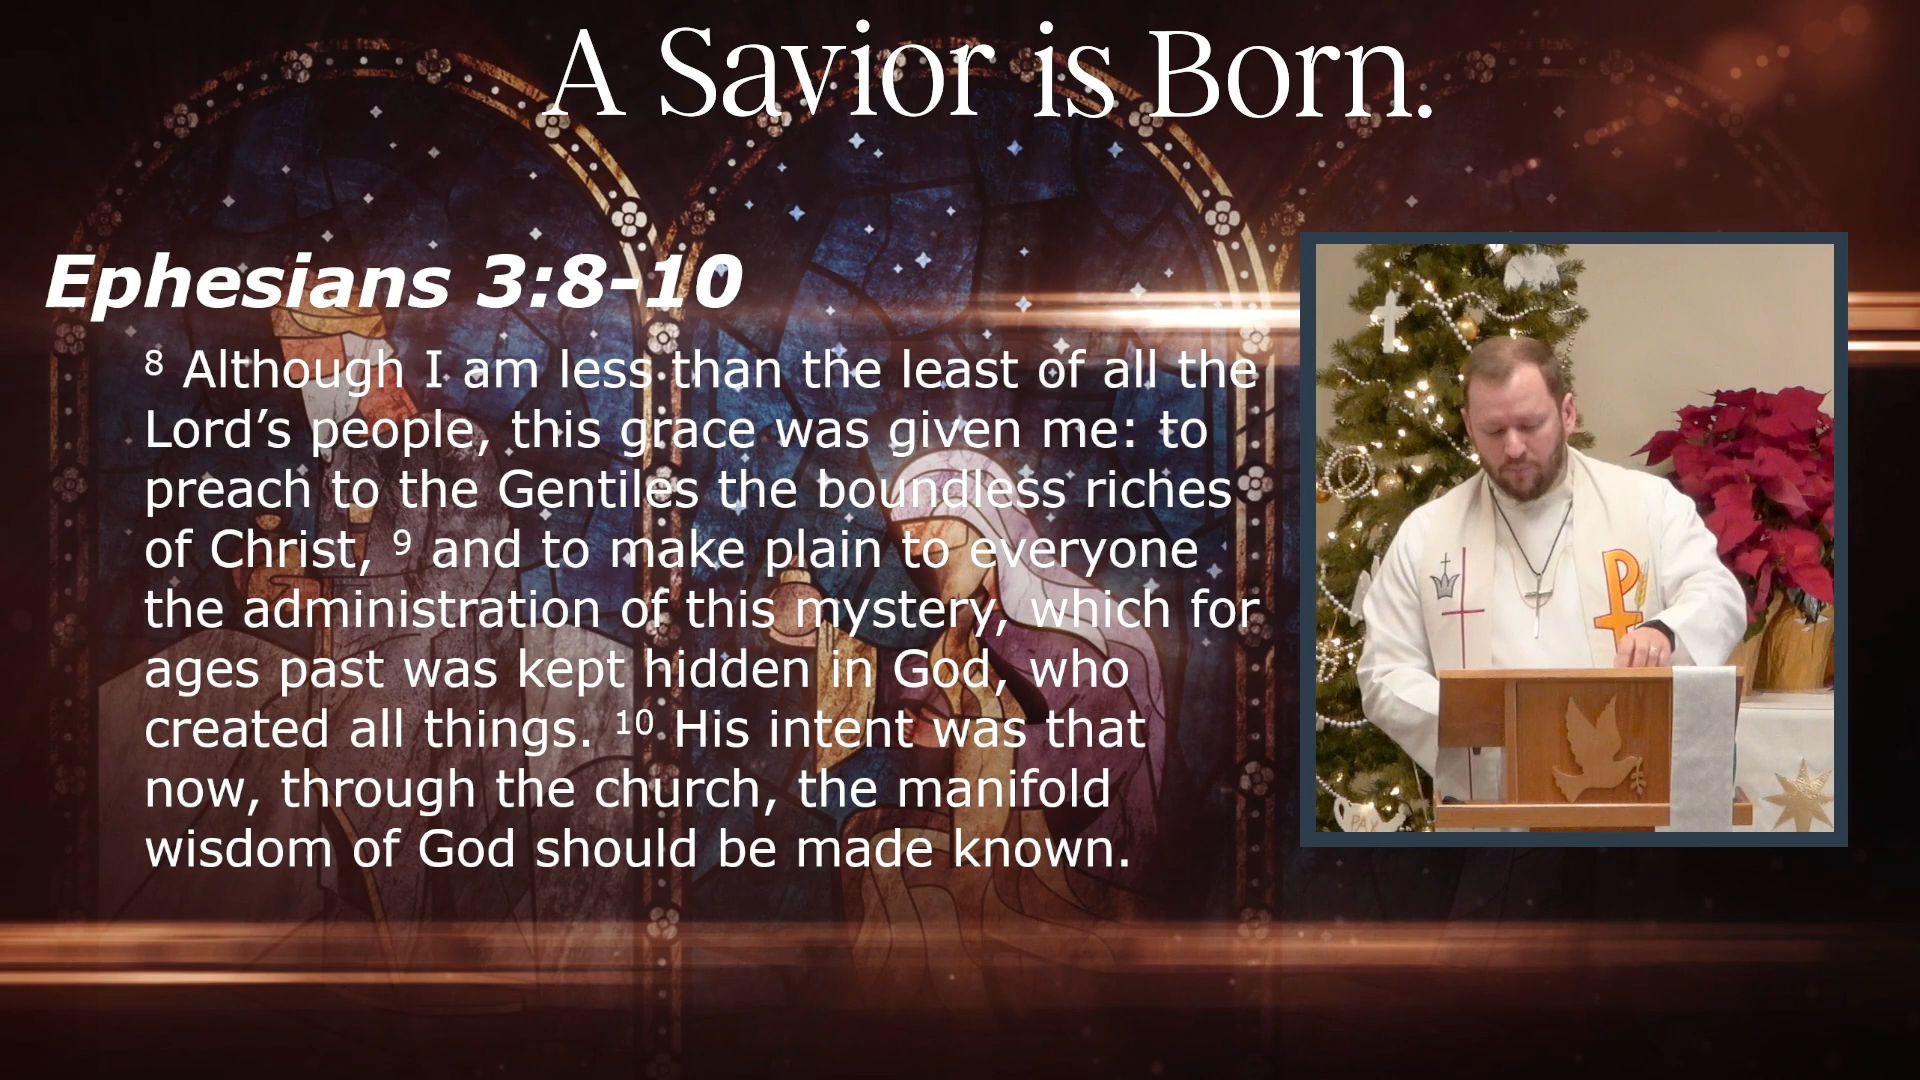 A Savior is Born.
Ephesians 3:8-10
8 Although I am less than the least of all the
Lord’s people, this grace was given me: to
preach to the Gentiles the boundless riches
of Christ, 9 and to make plain to everyone
the administration of this mystery, which for
ages past was kept hidden in God, who
created all things. 10 His intent was that
now, through the church, the manifold
wisdom of God should be made known.